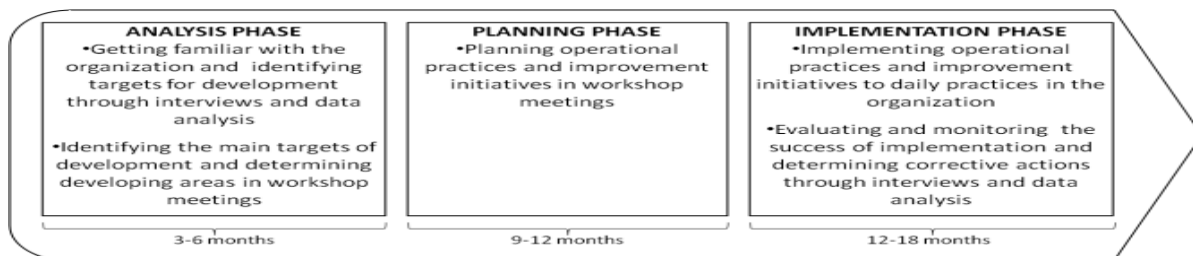 ANALYSIS PHASE
•Getting familiar with the
organization and identifying
targets for development
through interviews and data
analysis
•Identifying the main targets of
development and determining
developing areas in workshop
meetings
3-6 months
PLANNING PHASE
•Planning operational
practices and improvement
initiatives in workshop
meetings
9-12 months
IMPLEMENTATION PHASE
•Implementing operational
practices and improvement
initiatives to daily practices in the
organization
•Evaluating and monitoring the
success of implementation and
determining corrective actions
through interviews and data
analysis
12-18 months